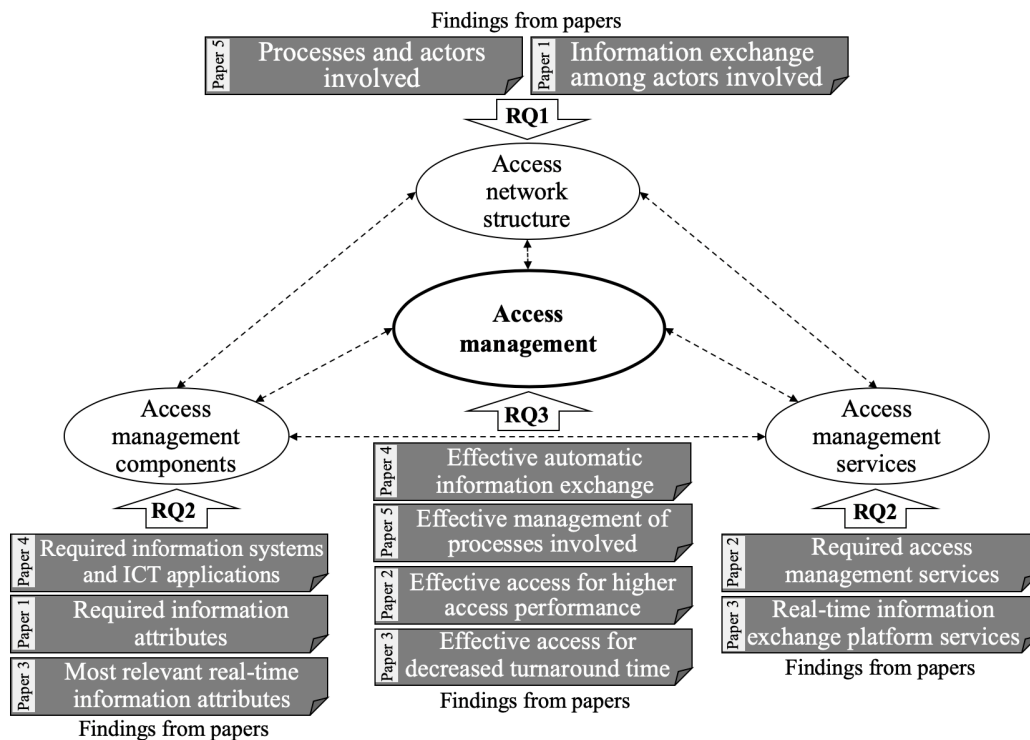 Findings from papers
Paper 5
Processes and actors
involved
Paper 1
Information exchange
among actors involved
RQ1
Access
network
structure
Access
management
RQ3
Access
management
components
Access
management
services
RQ2
Paper 4
Required information systems
and ICT applications
Paper 1
Required information
attributes
Paper 3
Most relevant real-time
information attributes
Findings from papers
Paper 4
Effective automatic
information exchange
Paper 5
Effective management of
processes involved
Paper 2
Effective access for higher
access performance
Paper 3
Effective access for
decreased turnaround time
Findings from papers
RQ2
Paper 2
Required access
management services
Paper 3
Real-time information
exchange platform services
Findings from papers